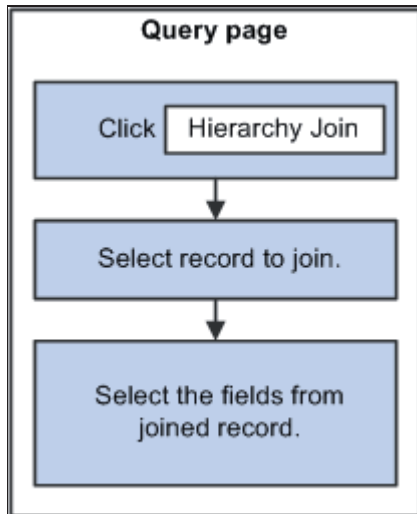 Query page
Click Hierarchy Join
Select record to join.
Select the fields from
joined record.